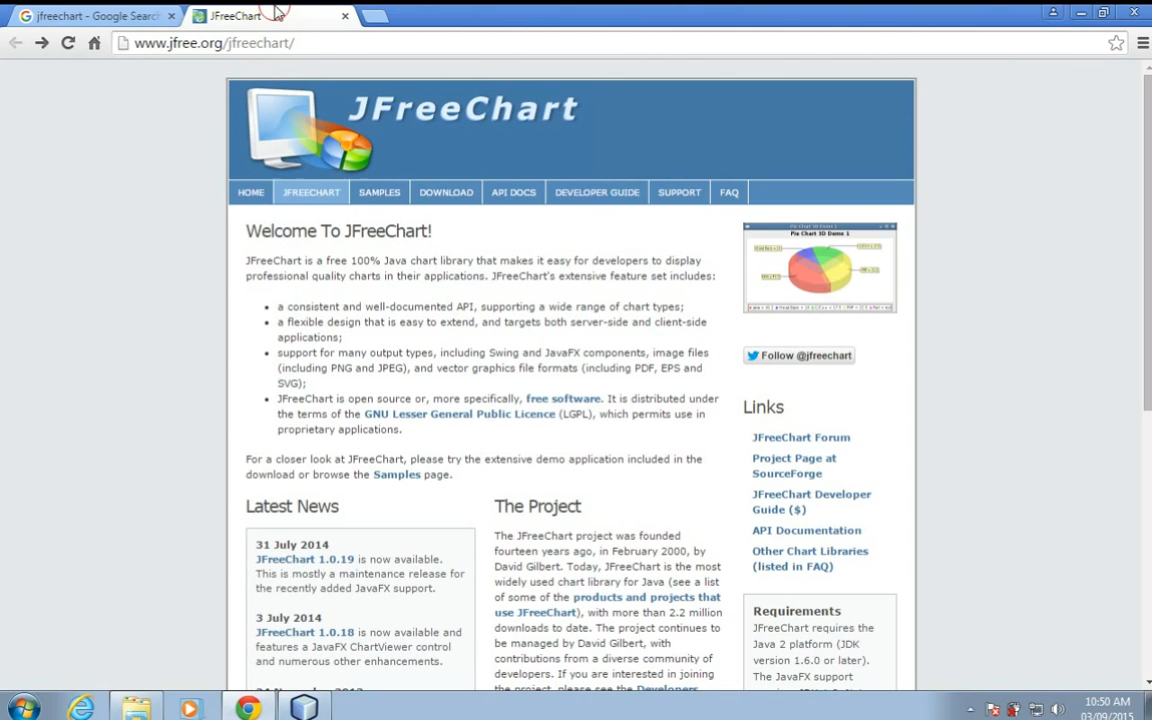 jfreechart - Google Search
JFreeChart
www.jfree.org/jfreechart/
JFreeChart
HOME
JFREECHART
SAMPLES
DOWNLOAD
API DOCS
DEVELOPER GUIDE
SUPPORT
FAQ
Welcome To JFreeChart!
JFreeChart is a free 100% Java chart library that makes it easy for developers to display
professional quality charts in their applications. JFreeChart's extensive feature set includes:
• a consistent and well-documented API, supporting a wide range of chart types;
• a flexible design that is easy to extend, and targets both server-side and client-side
applications;
• support for many output types, including Swing and JavaFX components, image files
(including PNG and JPEG), and vector graphics file formats (including PDF, EPS and
SVG);
• JFreeChart is open source or, more specifically, free software. It is distributed under
the terms of the GNU Lesser General Public Licence (LGPL), which permits use in
proprietary applications.
For a closer look at JFreeChart, please try the extensive demo application included in the
download or browse the Samples page.
Latest News
31 July 2014
JFreeChart 1.0.19 is now available.
This is mostly a maintenance release for
the recently added JavaFX support.
3 July 2014
JFreeChart 1.0.18 is now available and
features a JavaFX ChartViewer control
and numerous other enhancements.
The Project
The JFreeChart project was founded
fourteen years ago, in February 2000, by
David Gilbert. Today, JFreeChart is the most
widely used chart library for Java (see a list
of some of the products and projects that
use JFreeChart), with more than 2.2 million
downloads to date. The project continues to
be managed by David Gilbert, with
contributions from a diverse community of
developers. If you are interested in joining
the project, please see the Developers
Pie Chart 3D Demo 1
Pie Chart 3D Demo 1
Follow @jfreechart
Links
JFreeChart Forum
Project Page at
SourceForge
JFreeChart Developer
Guide ($)
API Documentation
Other Chart Libraries
(listed in FAQ)
Requirements
JFreeChart requires the
Java 2 platform (JDK
version 1.6.0 or later).
The JavaFX support
10:50 AM
03/09/2015